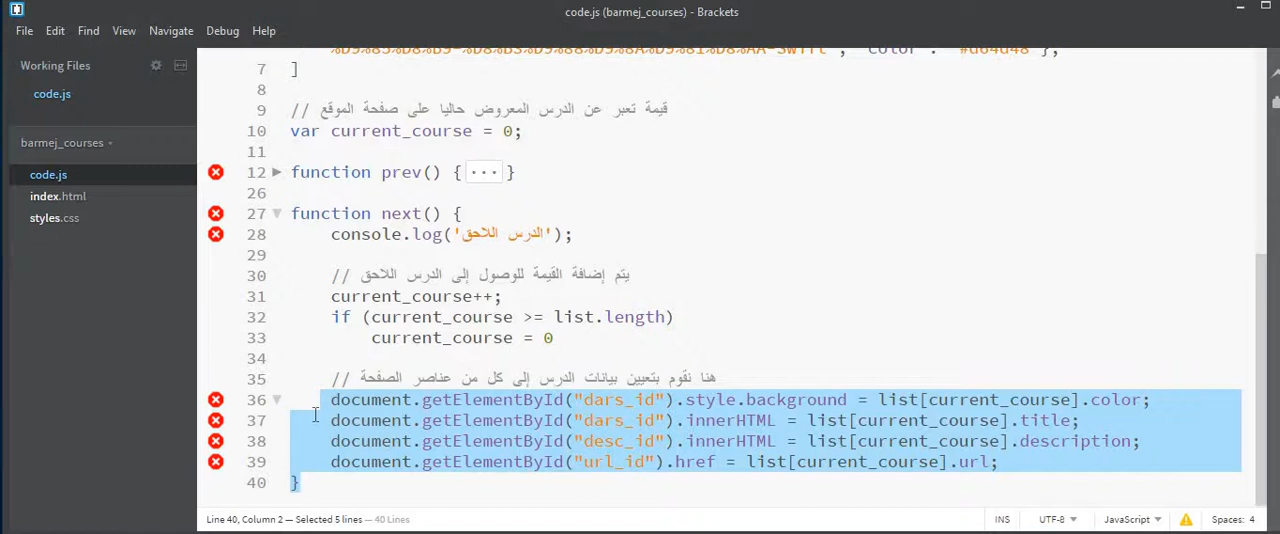 code.js (barmej_courses) - Brackets
File Edit Find View Navigate Debug Help
Working Files
code.js
barmej_courses
code.js
index.html
styles.css
7 ]
8
9 // قيمة تعبر عن الدرس المعروض حاليا على صفحة الموقع
10 var current_course = 0;
11
12 function prev() { ... }
26
27 function next() {
28 console.log('الدرس اللاحق');
29
30 // يتم إضافة القيمة للوصول إلى الدرس اللاحق
31 current_course++;
32 if (current_course >= list.length)
33 current_course = 0
34
35 // هنا نقوم بتعيين بيانات الدرس إلى كل من عناصر الصفحة
36 document.getElementById("dars_id").style.background = list[current_course].color;
37 document.getElementById("dars_id").innerHTML = list[current_course].title;
38 document.getElementById("desc_id").innerHTML = list[current_course].description;
39 document.getElementById("url_id").href = list[current_course].url;
40 }
Line 40, Column 2 — Selected 5 lines — 40 Lines
INS UTF-8 JavaScript Spaces: 4